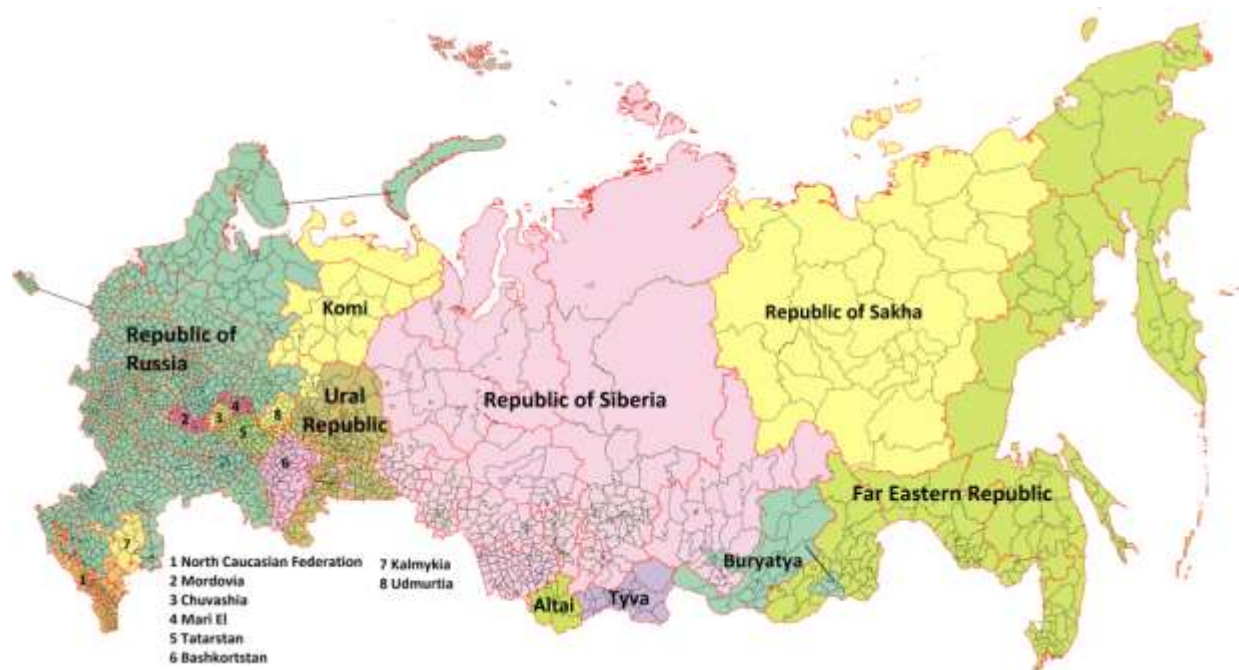 Komi
Republic of Sakha
Republic of
Russia
Ural
Republic
Republic of Siberia
4
2
3
8
5
6
Far Eastern Republic
7
1
Buryatya
Altai
Tyva
1 North Caucasian Federation
2 Mordovia
3 Chuvashia
4 Mari El
5 Tatarstan
6 Bashkortstan
7 Kalmykia
8 Udmurtia